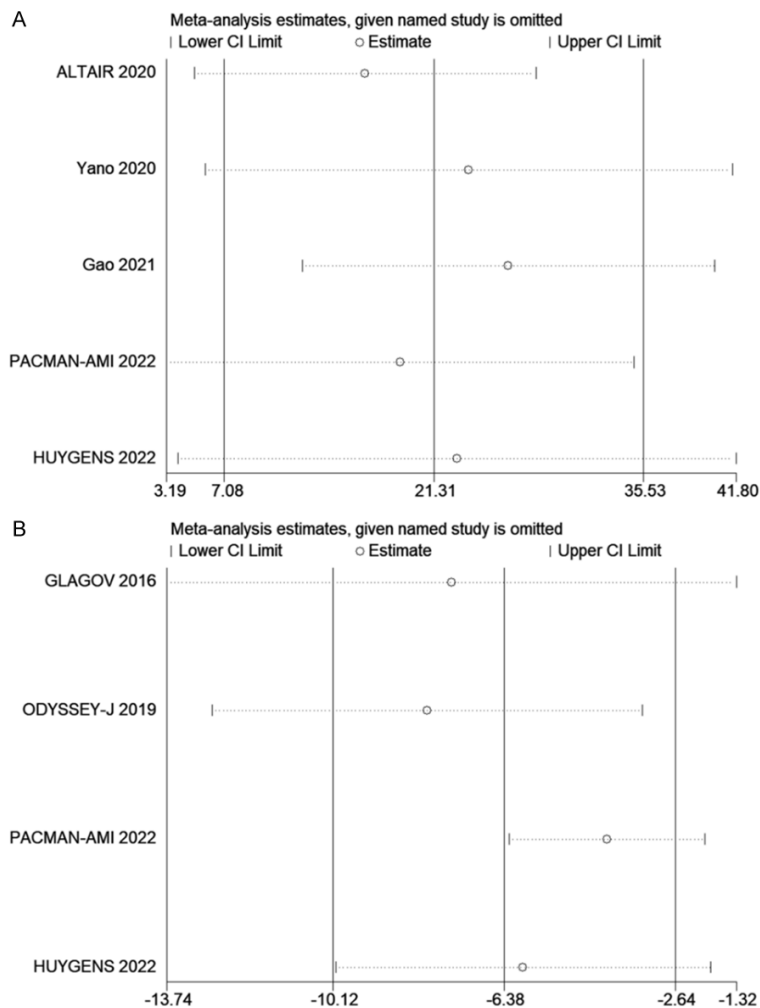 A
Meta-analysis estimates, given named study is omitted
| Lower CI Limit ○ Estimate | Upper CI Limit
ALTAIR 2020
Yano 2020
Gao 2021
PACMAN-AMI 2022
HUYGENS 2022
3.19 7.08 21.31 35.53 41.80
B
Meta-analysis estimates, given named study is omitted
| Lower CI Limit ○ Estimate | Upper CI Limit
GLAGOV 2016
ODYSSEY-J 2019
PACMAN-AMI 2022
HUYGENS 2022
-13.74 -10.12 -6.38 -2.64 -1.32